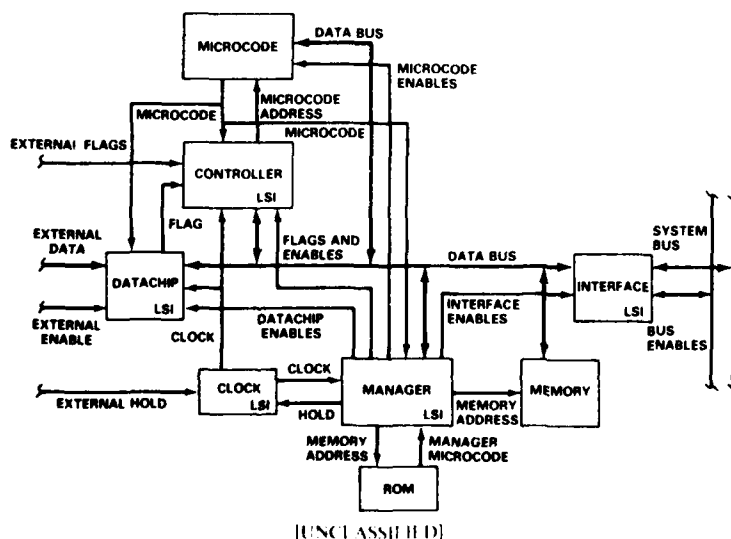 DATA BUS
MICROCODE
MICROCODE
ENABLES
MICROCODE
MICROCODE
ADDRESS
MICROCODE
EXTERNAL FLAGS
CONTROLLER
LSI
FLAG
EXTERNAL
DATA
FLAGS AND
ENABLES
DATA BUS
SYSTEM
BUS
DATACHIP
LSI
INTERFACE
LSI
EXTERNAL
ENABLE
CLOCK
DATACHIP
ENABLES
INTERFACE
ENABLES
BUS
ENABLES
CLOCK
CLOCK
LSI
MANAGER
LSI
MEMORY
EXTERNAL HOLD
HOLD
MEMORY
ADDRESS
MEMORY
ADDRESS
MANAGER
MICROCODE
ROM
[UNCLASSIFIED]